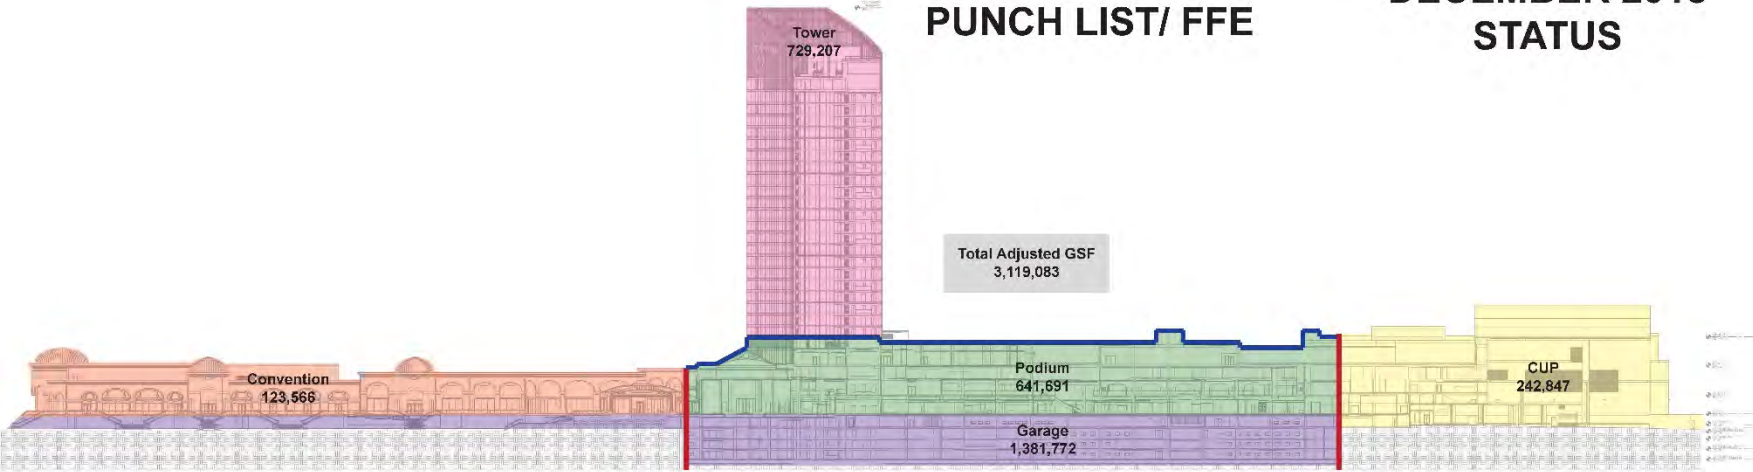 PUNCH LIST/ FFE
STATUS
Tower
729,207
Total Adjusted GSF
3,119,083
Convention
123,566
Podium
641,691
CUP
242,847
Garage
1,381,772